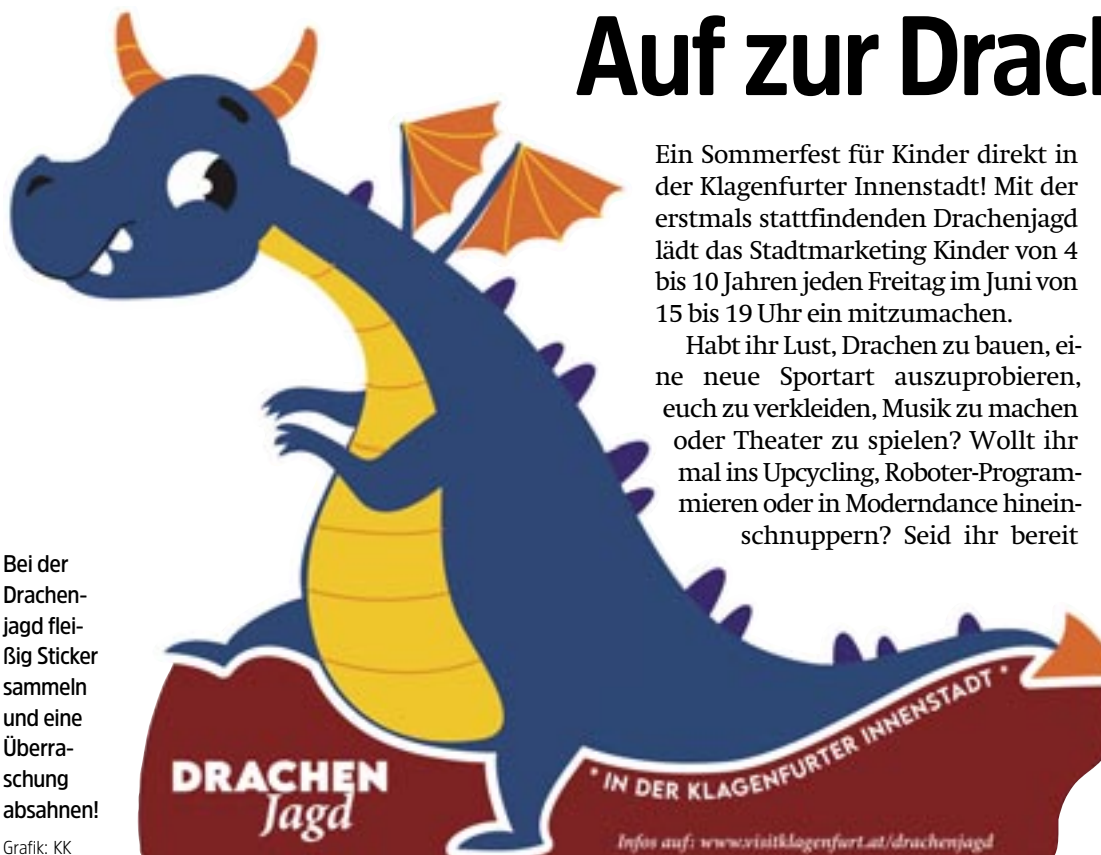 Auf zur Drach
Ein Sommerfest für Kinder direkt in
der Klagenfurter Innenstadt! Mit der
erstmals stattfindenden Drachenjagd
lädt das Stadtmarketing Kinder von 4
bis 10 Jahren jeden Freitag im Juni von
15 bis 19 Uhr ein mitzumachen.
Habt ihr Lust, Drachen zu bauen, ei-
ne neue Sportart auszuprobieren,
euch zu verkleiden, Musik zu machen
oder Theater zu spielen? Wollt ihr
mal ins Upcycling, Roboter-Program-
mieren oder in Moderndance hinein-
schnuppern? Seid ihr bereit
Bei der
Drachen-
jagd flei-
ßig Sticker
sammeln
und eine
Überra-
schung
absahnen!
Grafik: KK
DRACHEN
Jagd
* IN DER KLAGENFURTER INNENSTADT *
Infos auf: www.visitklagenfurt.at/drachenjagd